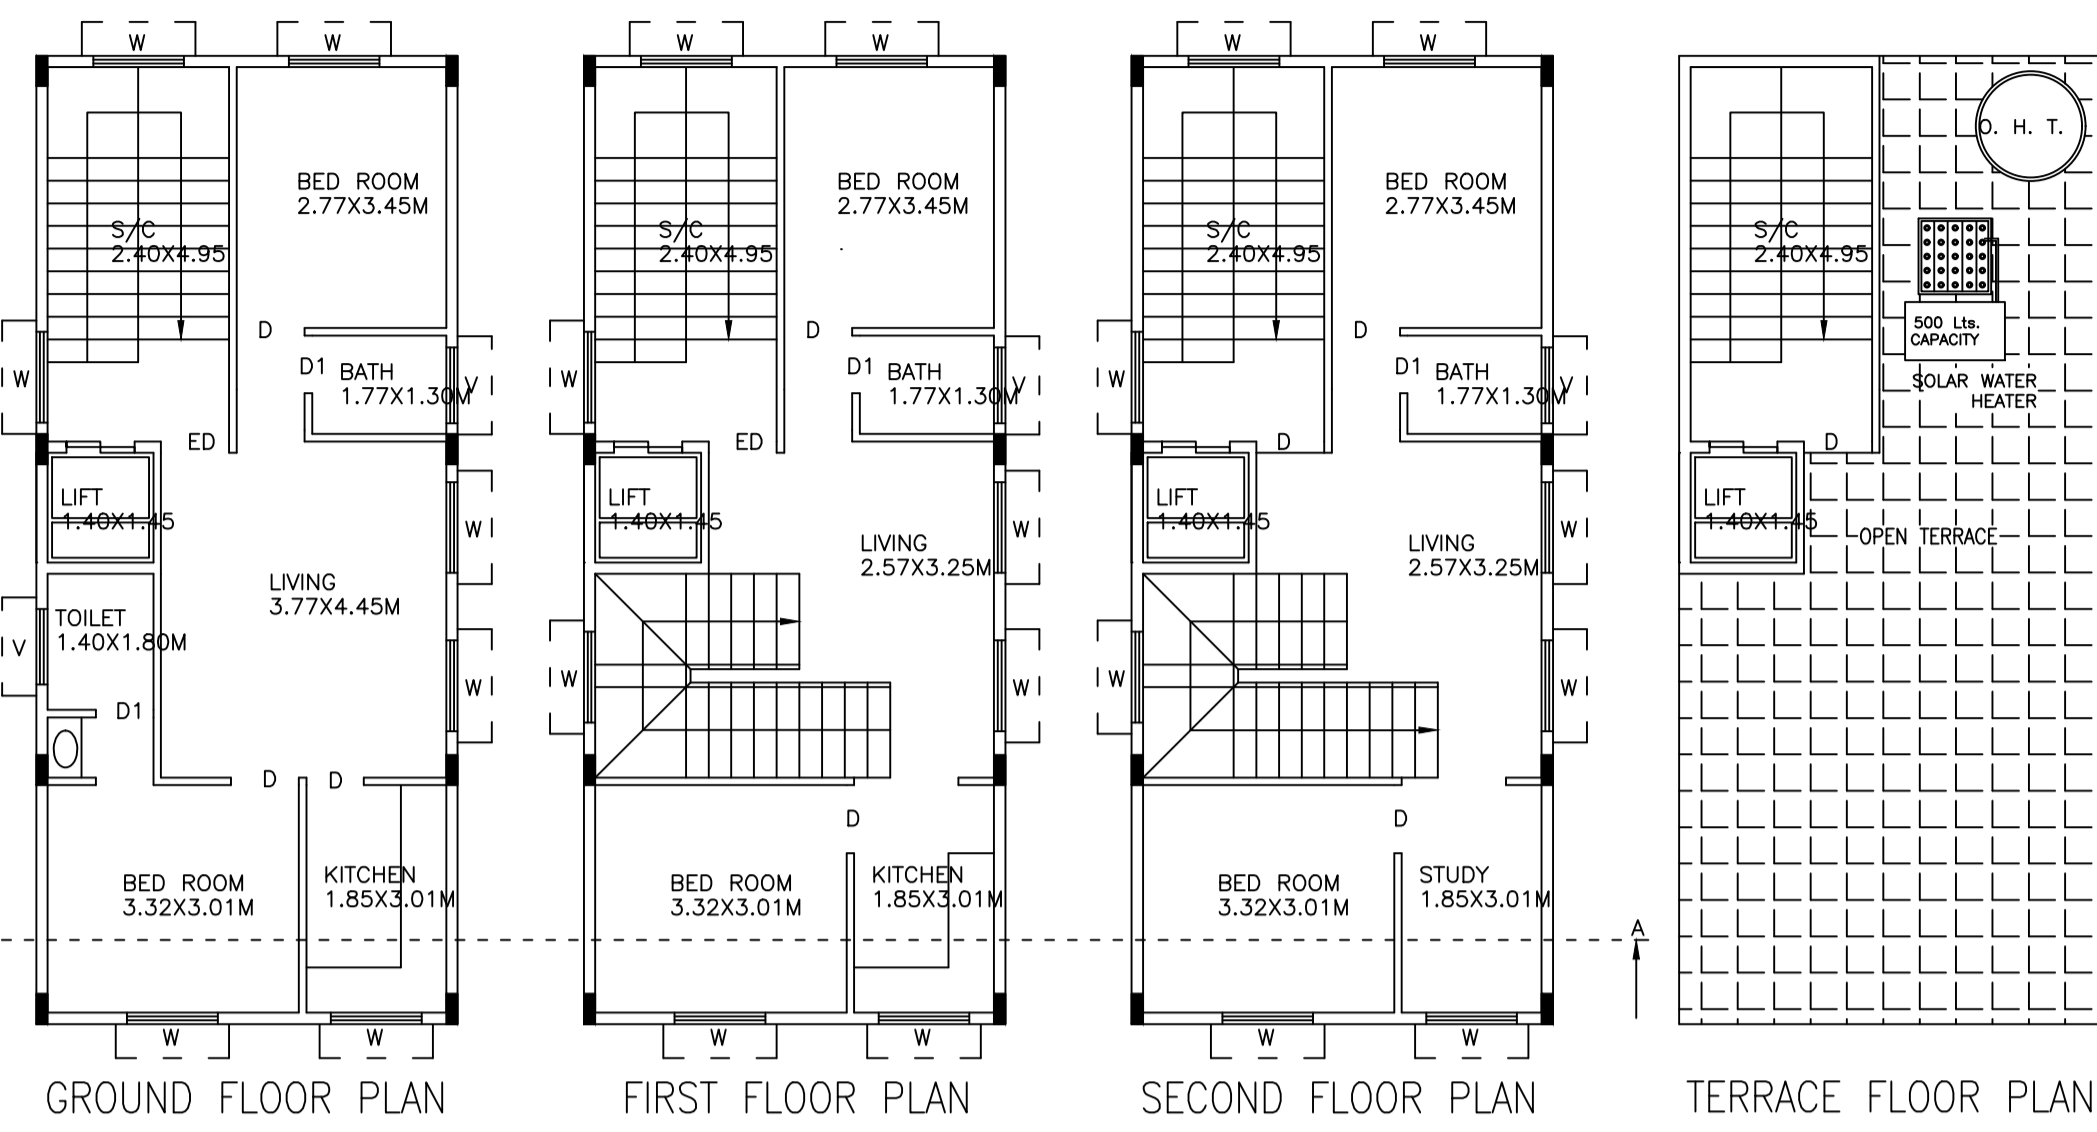 W
W
BED ROOM
2.77X3.45M
S/C
2.40X4.95
D
D1
BATH
1.77X1.30M
V
W
ED
LIFT
1.40X1.45
W
LIVING
3.77X4.45M
TOILET
1.40X1.80M
V
W
D1
D
D
BED ROOM
3.32X3.01M
KITCHEN
1.85X3.01M
W
W
GROUND FLOOR PLAN
W
W
BED ROOM
2.77X3.45M
S/C
2.40X4.95
D
D1
BATH
1.77X1.30M
V
W
ED
LIFT
1.40X1.45
W
LIVING
2.57X3.25M
W
W
D
BED ROOM
3.32X3.01M
KITCHEN
1.85X3.01M
W
W
FIRST FLOOR PLAN
W
W
BED ROOM
2.77X3.45M
S/C
2.40X4.95
D
D1
BATH
1.77X1.30M
V
W
D
LIFT
1.40X1.45
W
LIVING
2.57X3.25M
W
W
D
BED ROOM
3.32X3.01M
STUDY
1.85X3.01M
A
W
W
SECOND FLOOR PLAN
O. H. T.
S/C
2.40X4.95
500 Lts.
CAPACITY
SOLAR WATER
HEATER
D
LIFT
1.40X1.45
OPEN TERRACE
TERRACE FLOOR PLAN